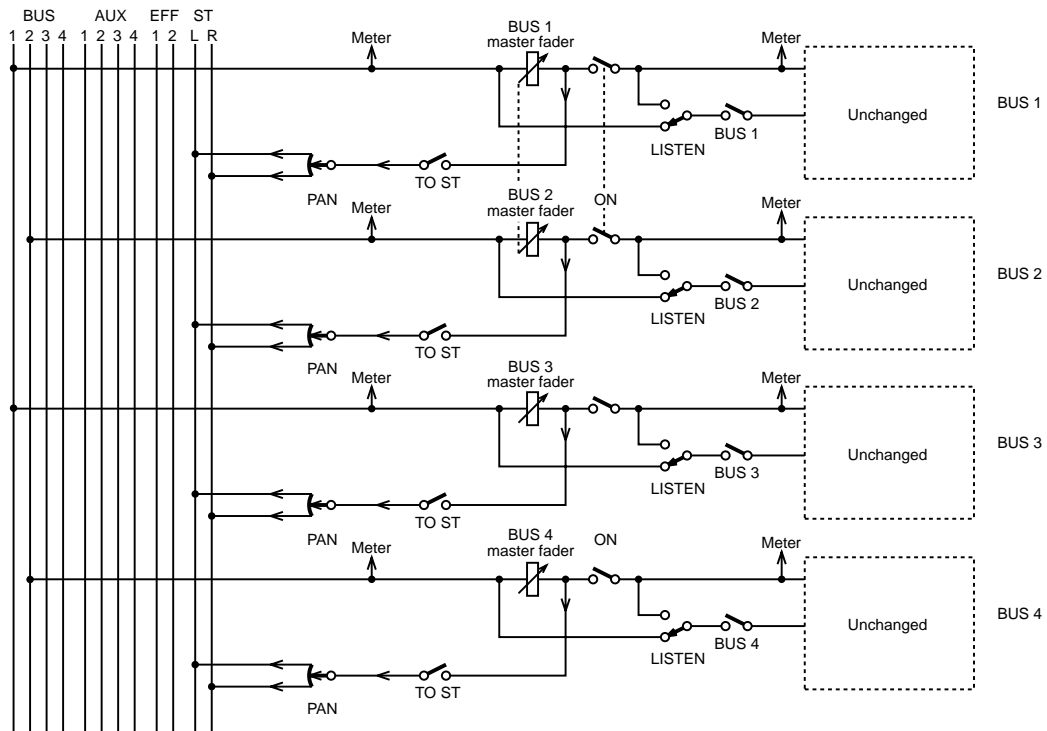 BUS AUX EFF ST
1 2 3 4 1 2 3 4 1 2 L R
Meter
BUS 1
master fader
Meter
Unchanged
BUS 1
BUS 1
LISTEN
TO ST
PAN
Meter
BUS 2
master fader
ON
Meter
Unchanged
BUS 2
BUS 2
LISTEN
TO ST
PAN
Meter
BUS 3
master fader
Meter
Unchanged
BUS 3
BUS 3
LISTEN
TO ST
PAN
Meter
BUS 4
master fader
ON
Meter
Unchanged
BUS 4
BUS 4
LISTEN
TO ST
PAN